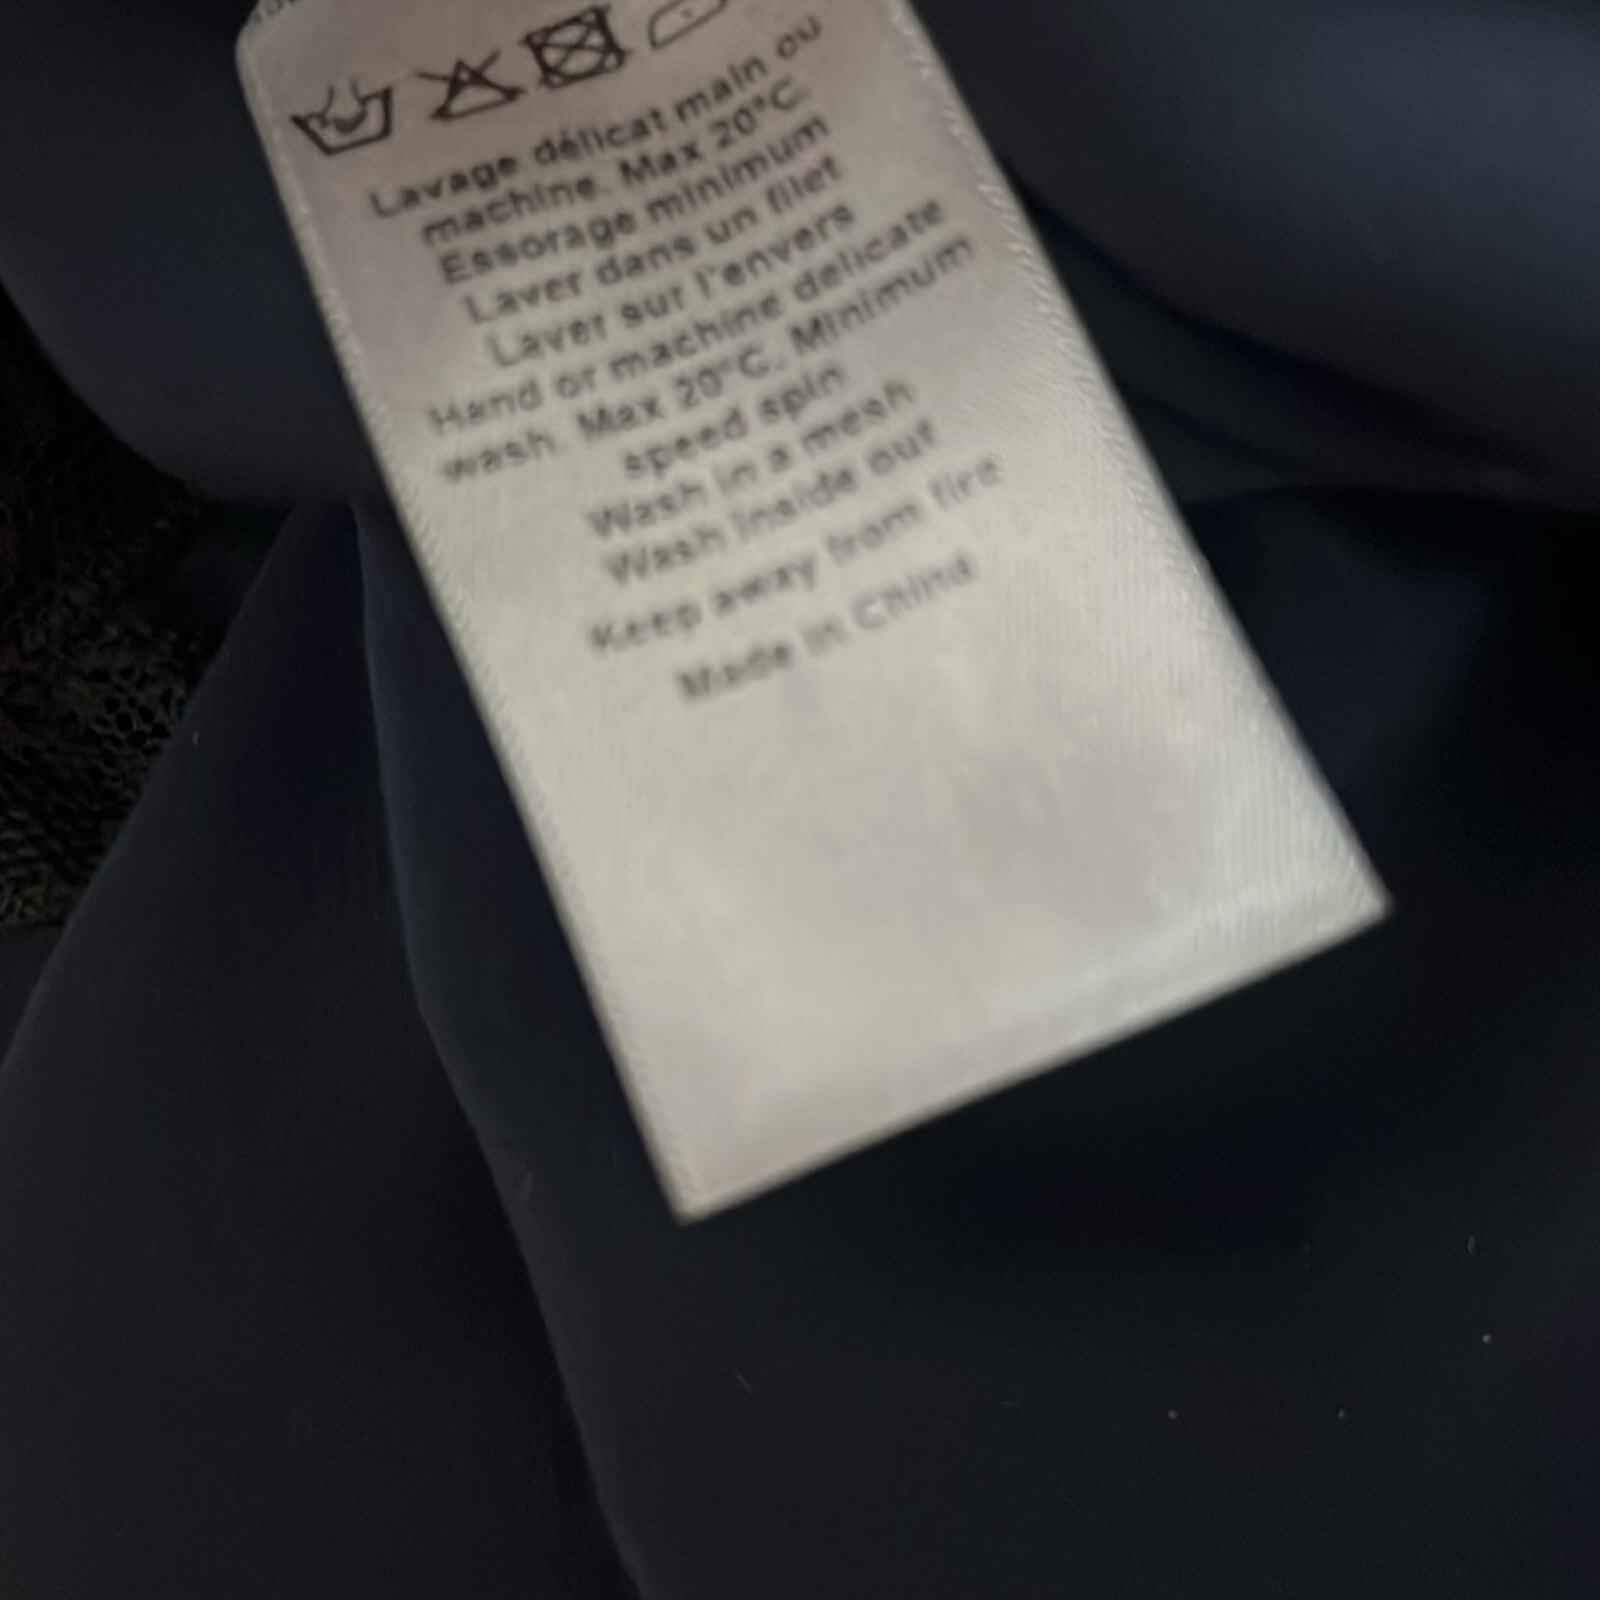 Lavage délicat main ou
machine. Max 20°C
Essorage minimum
Laver dans un filet
Laver sur l'envers
Hand or machine delicate
wash. Max 20°C. Minimum
speed spin
Wash in a mesh
Wash inside out
Keep away from fire
Made in China